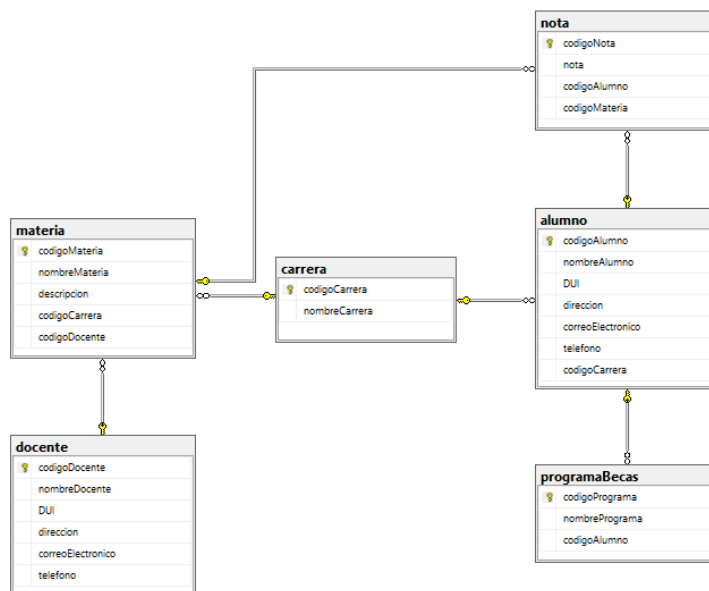 nota
codigoNota
nota
codigoAlumno
codigoMateria
materia
codigoMateria
nombreMateria
descripcion
codigoCarrera
codigoDocente
carrera
codigoCarrera
nombreCarrera
alumno
codigoAlumno
nombreAlumno
DUI
direccion
correoElectronico
telefono
codigoCarrera
docente
codigoDocente
nombreDocente
DUI
direccion
correoElectronico
telefono
programaBecas
codigoPrograma
nombrePrograma
codigoAlumno